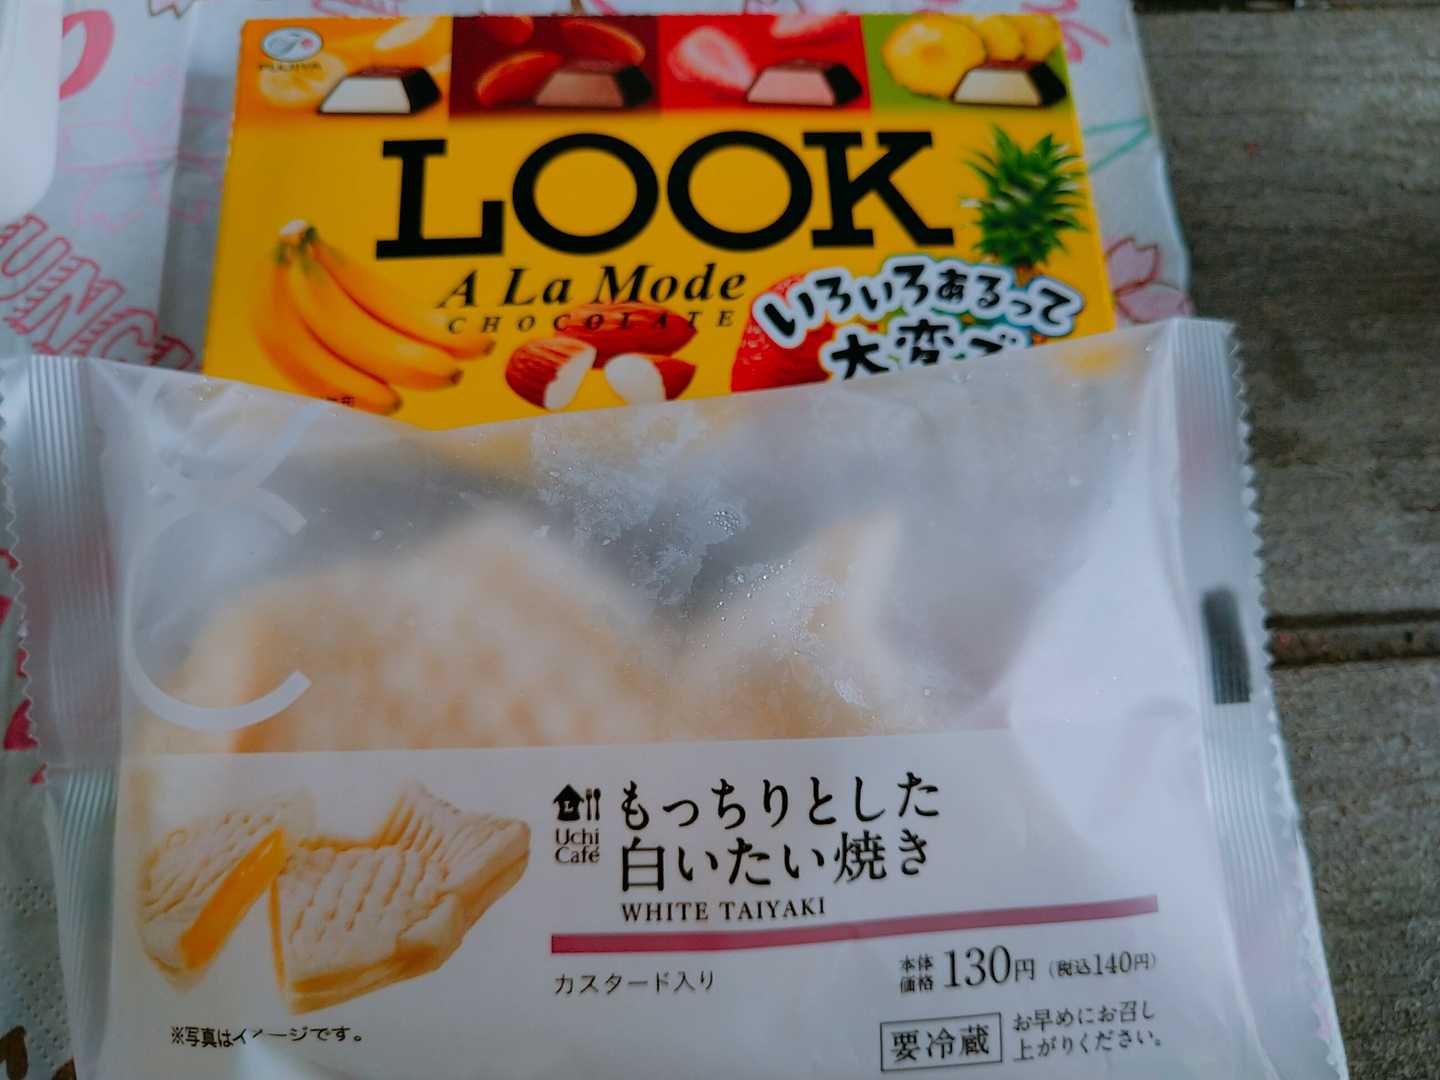 FUJIYA
LOOK
A La Mode
CHOCOLATE
いろいろあるって
大変で
Uchi
Café
もっちりとした
白いたい焼き
WHITE TAIYAKI
カスタード入り
本体
価格 130円 (税込140円)
※写真はイメージです。
要冷蔵
お早めにお召し
上がりください。